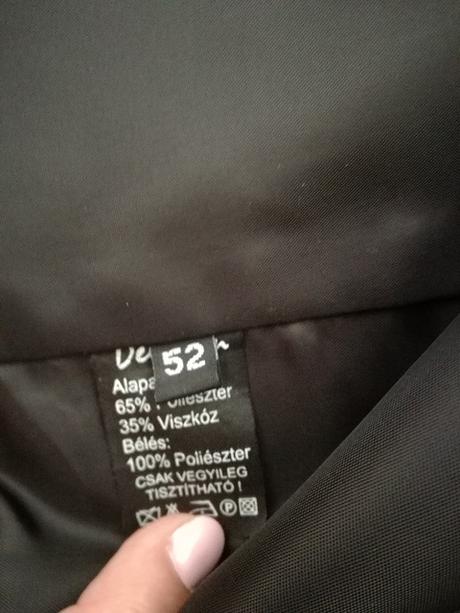 52
65% Poliészter
35% Viszkóz
Bélés:
100% Poliészter
CSAK VEGYILEG
TISZTÍTHATÓ !
P